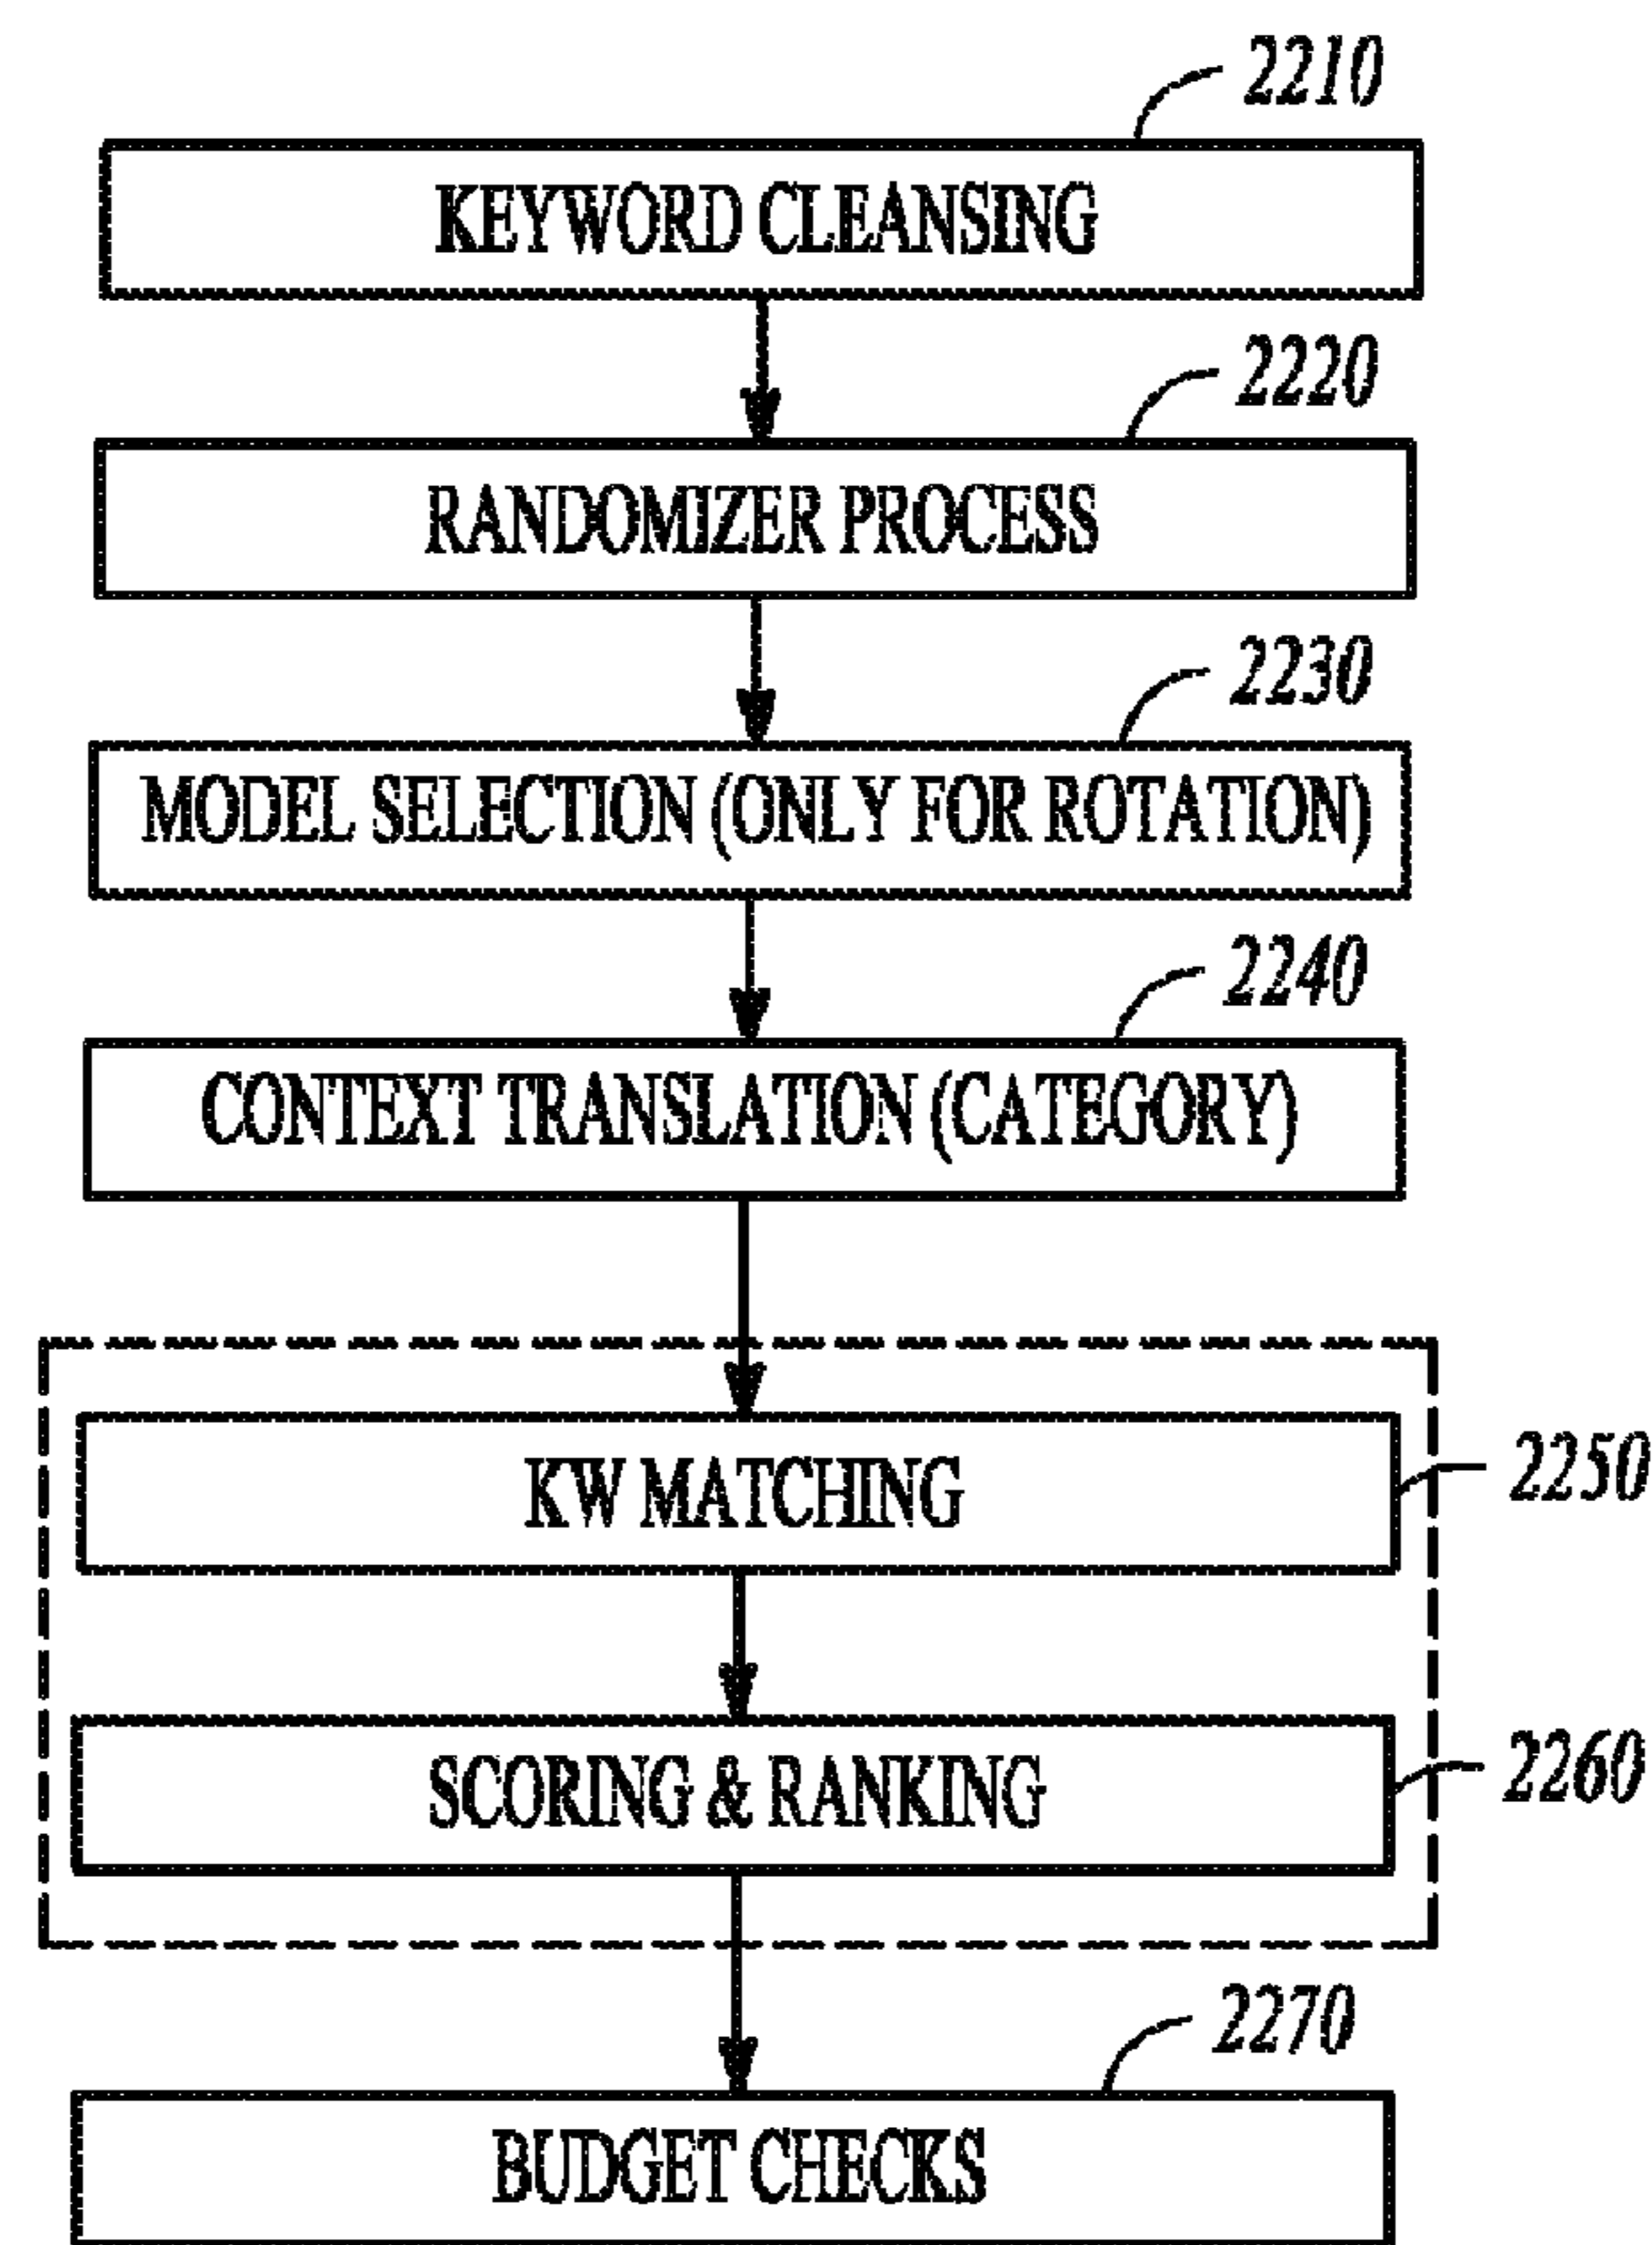 2210
KEYWORD CLEANSING
2220
RANDOMIZER PROCESS
2230
MODEL SELECTION (ONLY FOR ROTATION)
2240
CONTEXT TRANSLATION (CATEGORY)
KW MATCHING
2250
SCORING & RANKING
2260
2270
BUDGET CHECKS